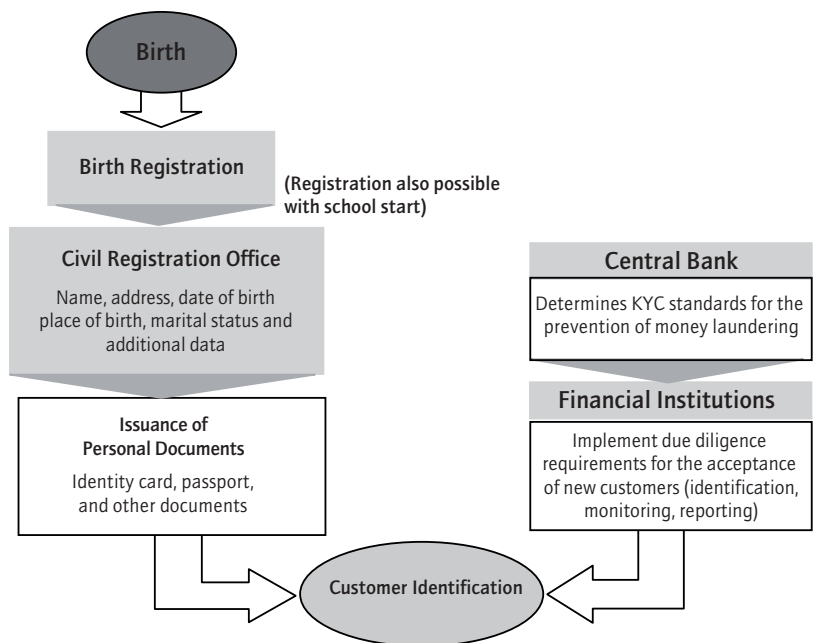 Birth
Birth Registration
(Registration also possible
with school start)
Civil Registration Office
Name, address, date of birth
place of birth, marital status and
additional data
Issuance of
Personal Documents
Identity card, passport,
and other documents
Central Bank
Determines KYC standards for the
prevention of money laundering
Financial Institutions
Implement due diligence
requirements for the acceptance
of new customers (identification,
monitoring, reporting)
Customer Identification